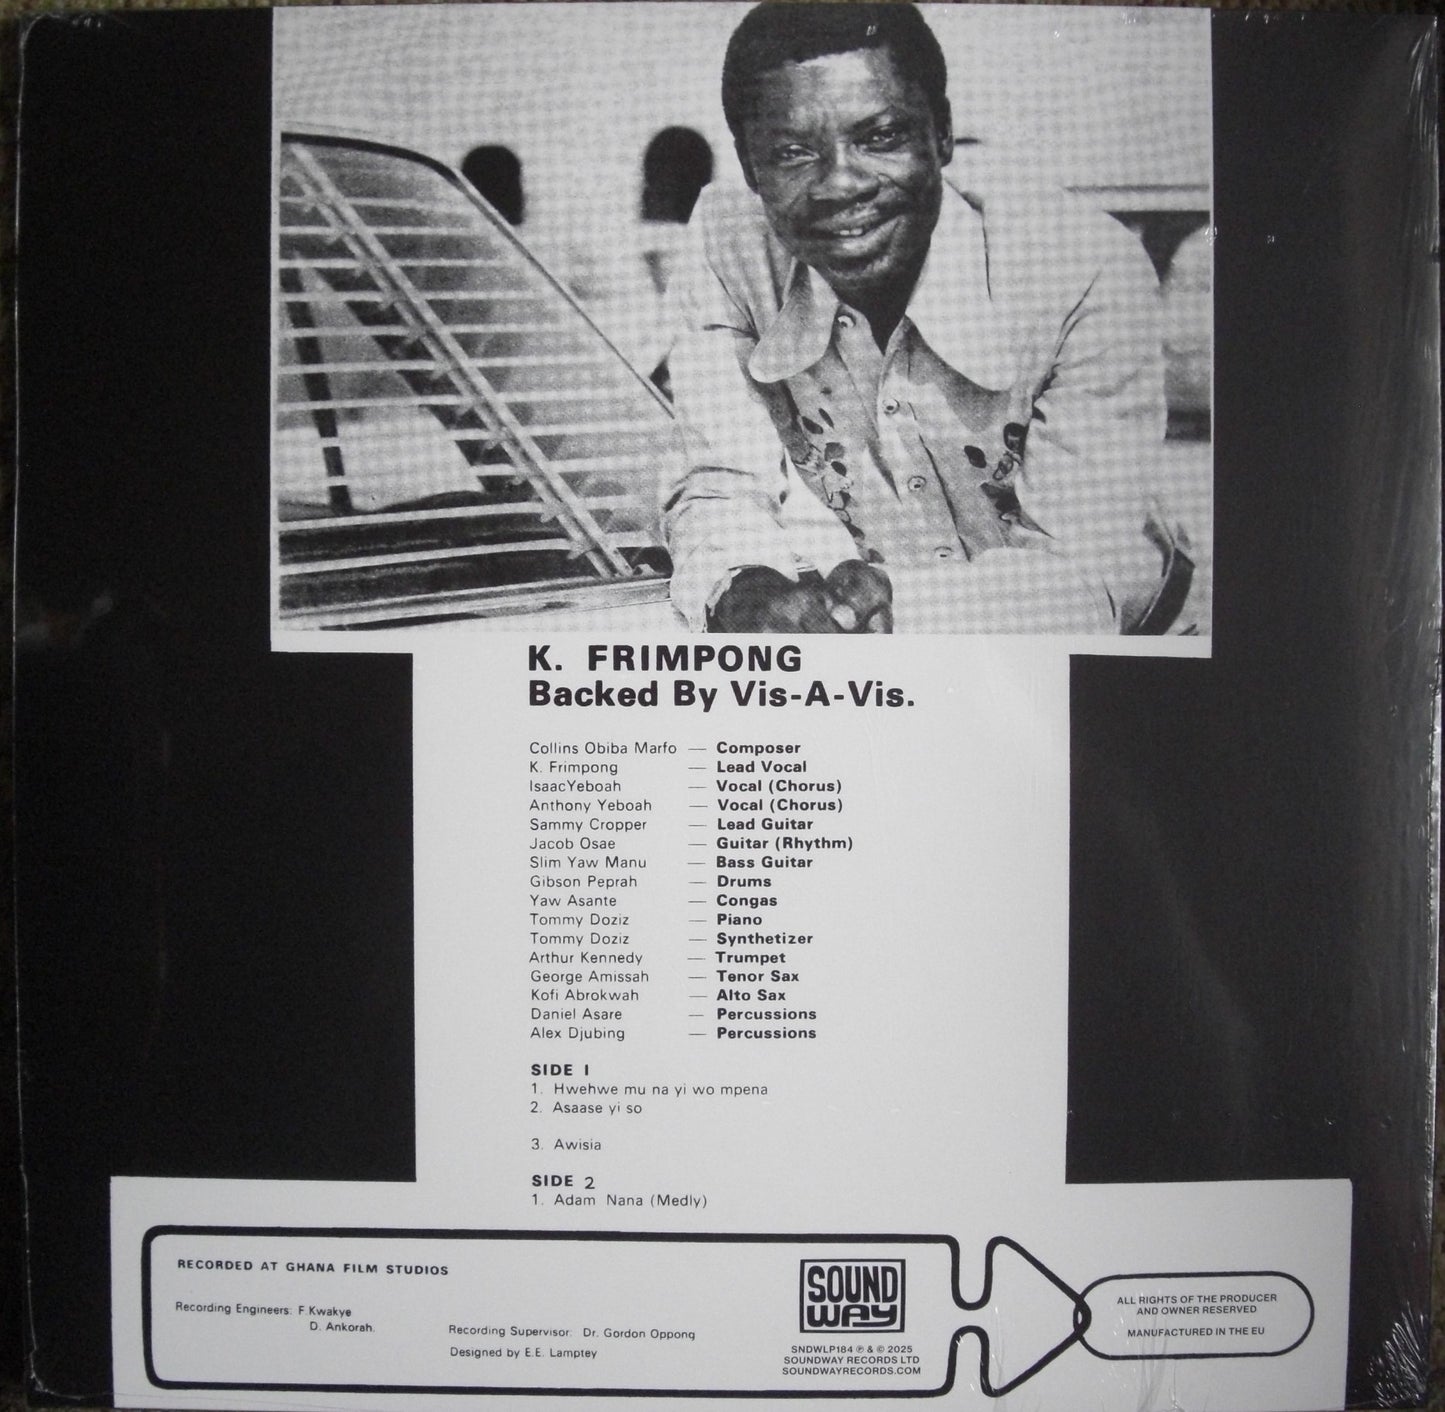 K. FRIMPONG
Backed By Vis-A-Vis.
Collins Obiba Marfo — Composer
K. Frimpong — Lead Vocal
IsaacYeboah — Vocal (Chorus)
Anthony Yeboah — Vocal (Chorus)
Sammy Cropper — Lead Guitar
Jacob Osae — Guitar (Rhythm)
Slim Yaw Manu — Bass Guitar
Gibson Peprah — Drums
Yaw Asante — Congas
Tommy Doziz — Piano
Tommy Doziz — Synthetizer
Arthur Kennedy — Trumpet
George Amissah — Tenor Sax
Kofi Abrokwah — Alto Sax
Daniel Asare — Percussions
Alex Djubing — Percussions
SIDE 1
1. Hwehwe mu na yi wo mpena
2. Asaase yi so
3. Awisia
SIDE 2
1. Adam Nana (Medly)
RECORDED AT GHANA FILM STUDIOS
Recording Engineers: F.Kwakye
D. Ankorah.
Recording Supervisor: Dr. Gordon Oppong
Designed by E.E. Lamptey
SOUND
WAY
SNDWLP184 ℗ & © 2025
SOUNDWAY RECORDS LTD
SOUNDWAYRECORDS.COM
ALL RIGHTS OF THE PRODUCER
AND OWNER RESERVED
MANUFACTURED IN THE EU